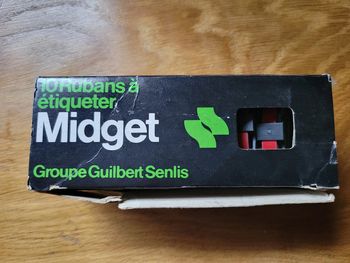 10 Rubans à
étiqueter
Midget
Groupe Guilbert Senlis